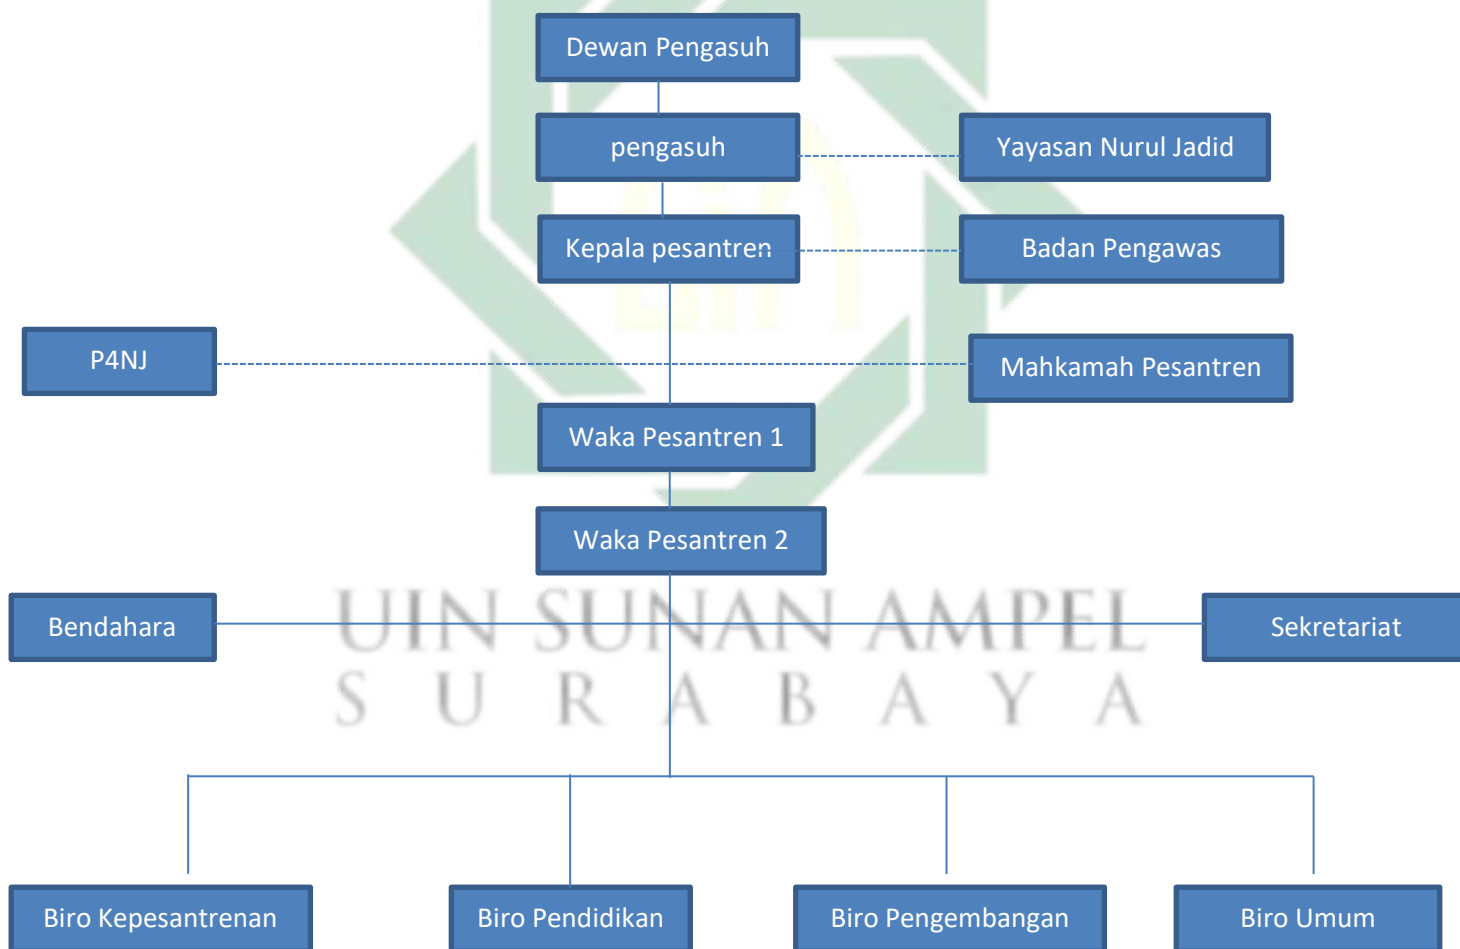 Dewan Pengasuh
pengasuh
Yayasan Nurul Jadid
Kepala pesantren
Badan Pengawas
P4NJ
Mahkamah Pesantren
Waka Pesantren 1
Waka Pesantren 2
Bendahara
Sekretariat
UIN SUNAN AMPEL
SURABAYA
Biro Kepesantrenan
Biro Pendidikan
Biro Pengembangan
Biro Umum